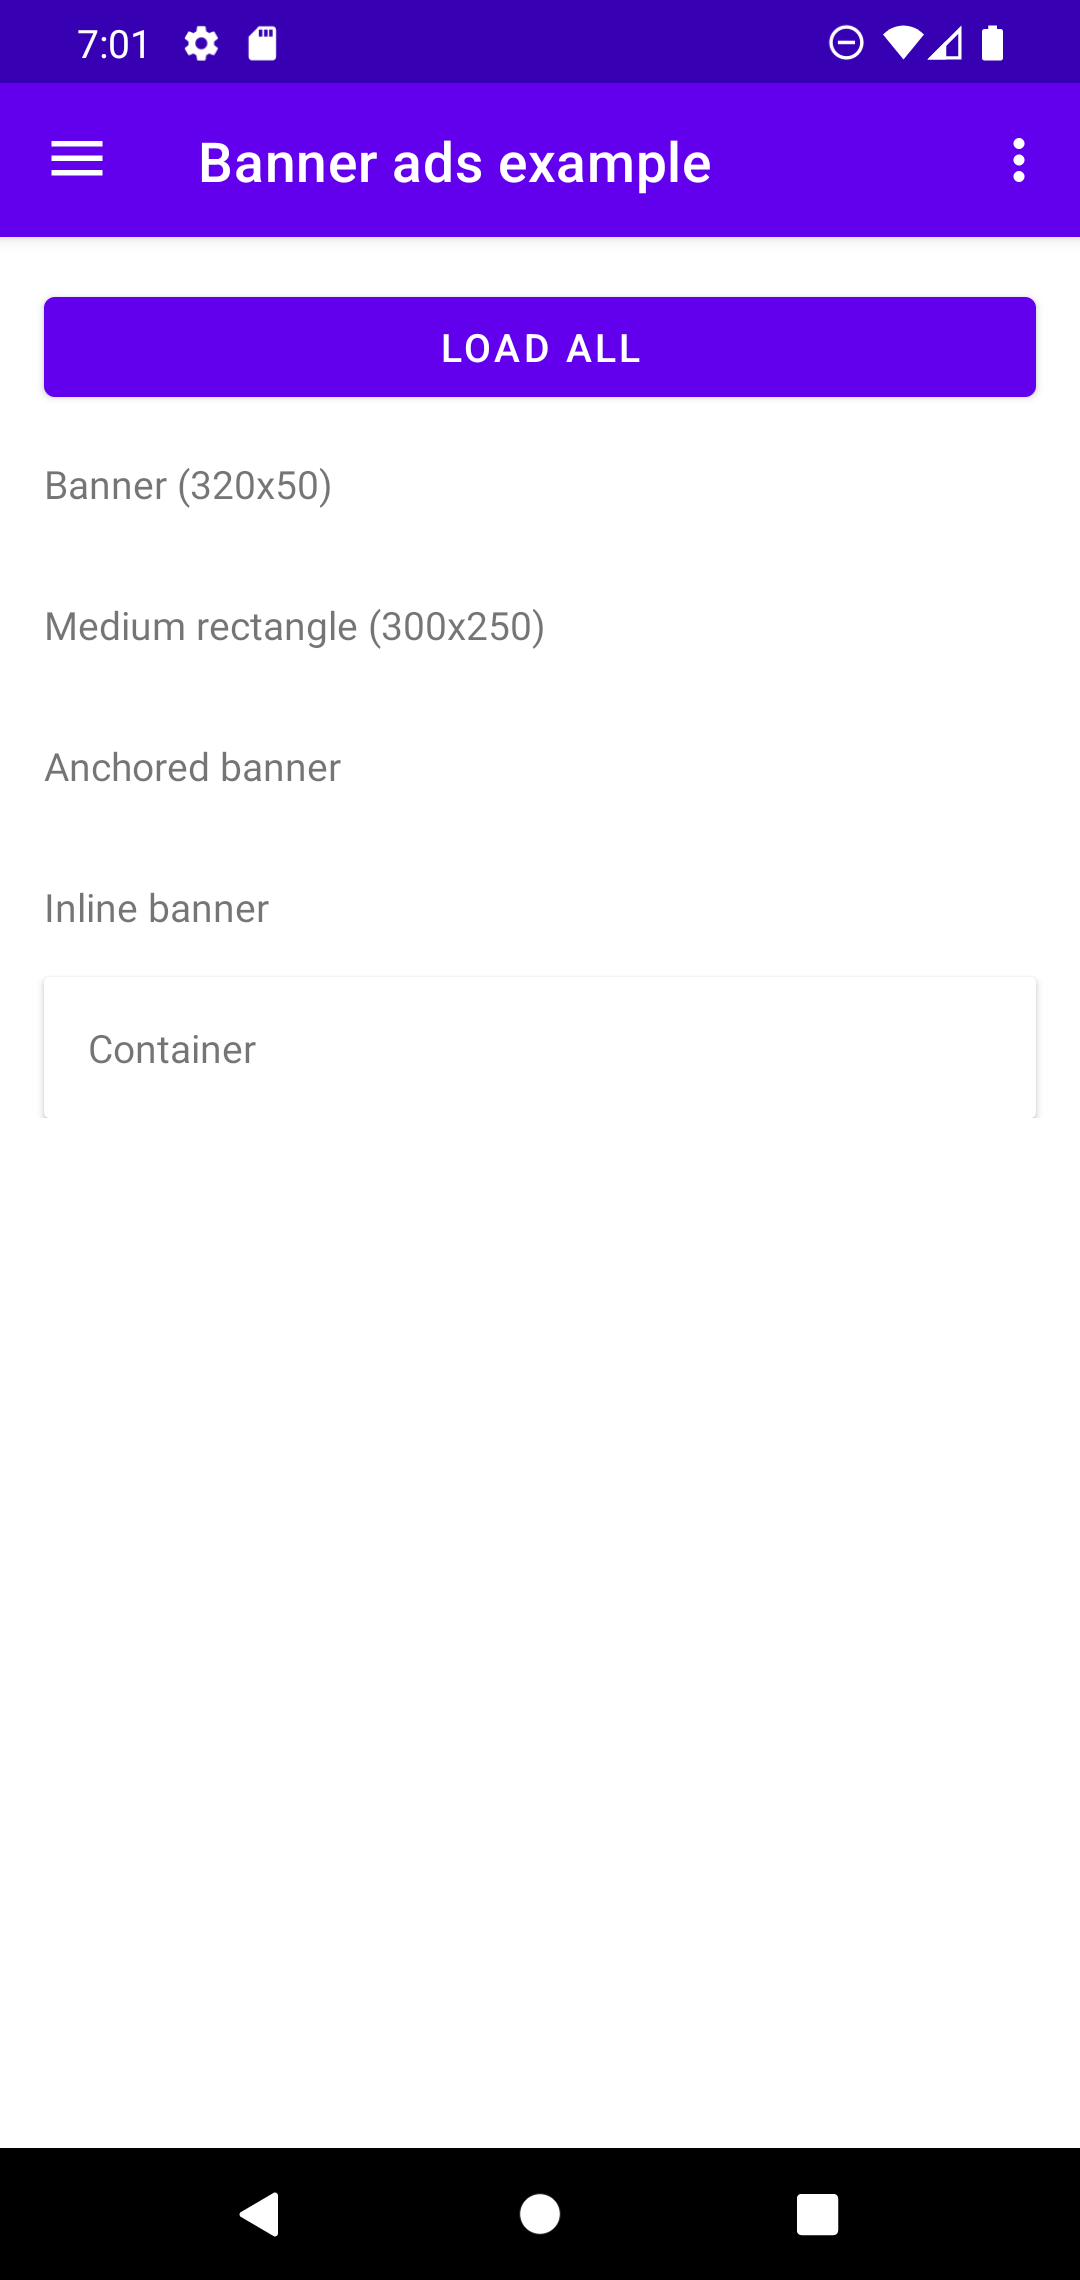 7:01
Banner ads example
LOAD ALL
Banner (320x50)
Medium rectangle (300x250)
Anchored banner
Inline banner
Container